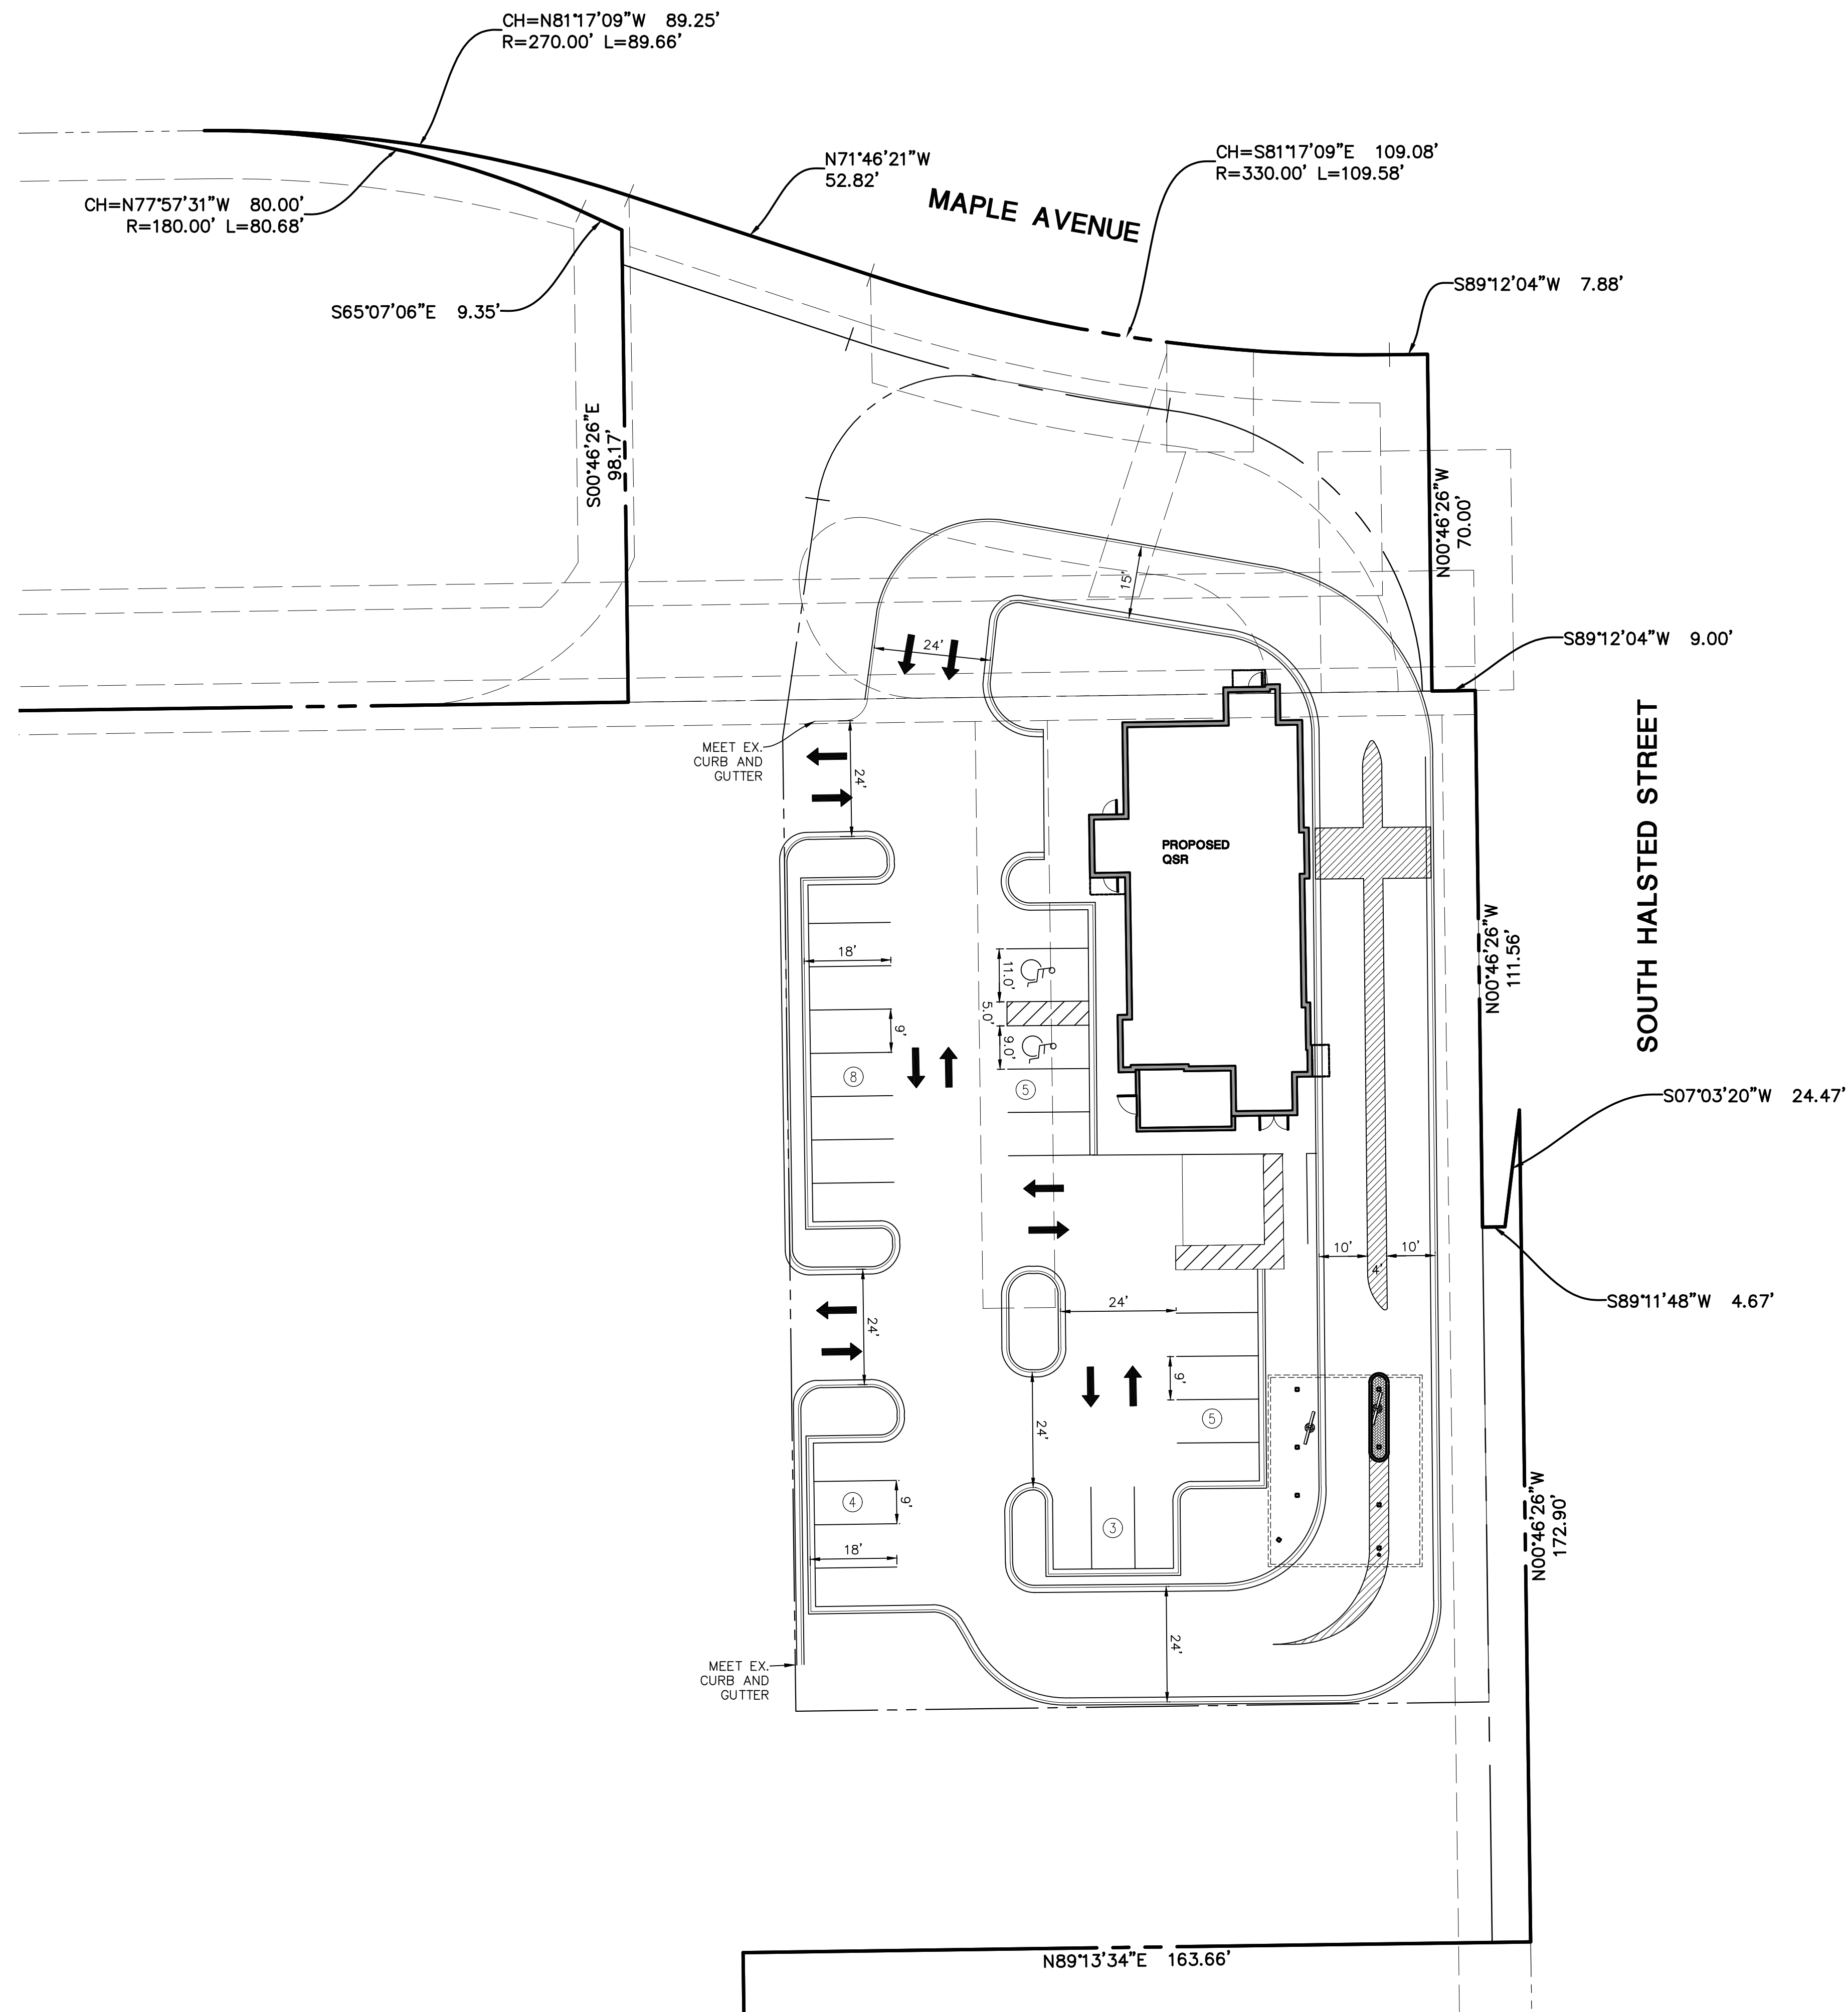 CH=N81°17'09"W 89.25'
R=270.00' L=89.66'
N71°46'21"W
52.82'
MAPLE AVENUE
CH=S81°17'09"E 109.08'
R=330.00' L=109.58'
CH=N77°57'31"W 80.00'
R=180.00' L=80.68'
S65°07'06"E 9.35'
S89°12'04"W 7.88'
S00°46'26"E
98.17'
N00°46'26"W
70.00'
15'
24'
S89°12'04"W 9.00'
MEET EX.
CURB AND
GUTTER
24'
PROPOSED
QSR
SOUTH HALSTED STREET
18'
11.0'
5.0'
9.0'
9'
8
5
N00°46'26"W
111.56'
S07°03'20"W 24.47'
10'
10'
4'
S89°11'48"W 4.67'
24'
24'
9'
5
24'
4
9'
18'
3
N00°46'26"W
172.90'
24'
MEET EX.
CURB AND
GUTTER
N89°13'34"E 163.66'